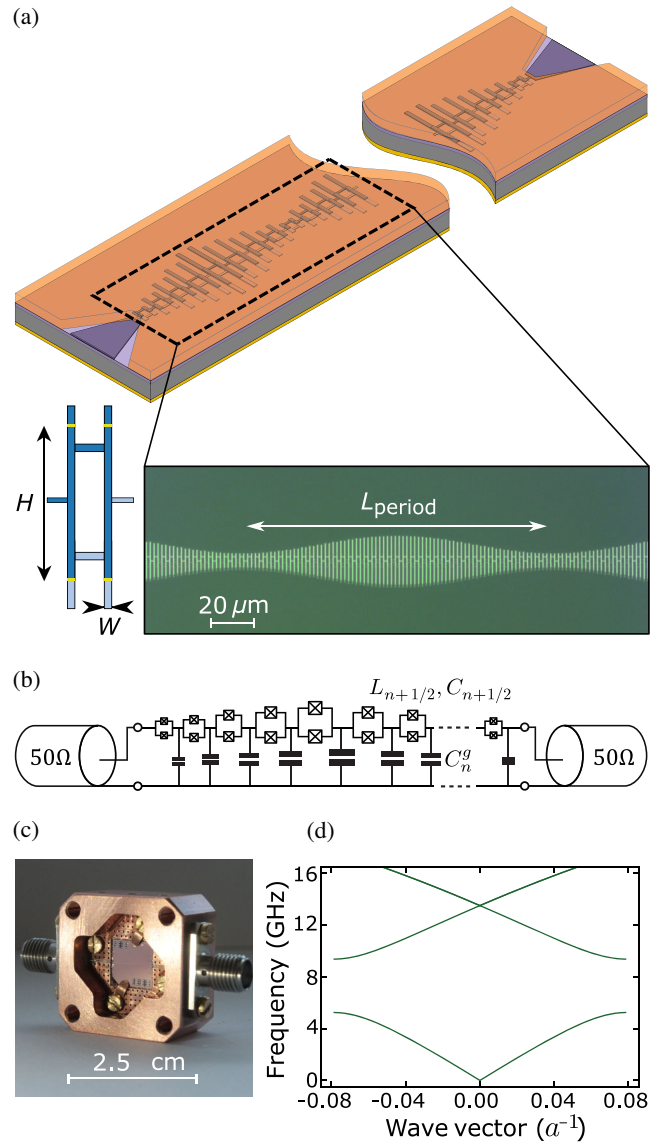 (a)
H
W
L_period
20 μm
(b)
L_{n+1/2}, C_{n+1/2}
50Ω
C_n^g
50Ω
(c)
2.5 cm
(d)
Frequency (GHz)
16
12
8
4
0
-0.08 -0.04 0.00 0.04 0.08
Wave vector (a⁻¹)